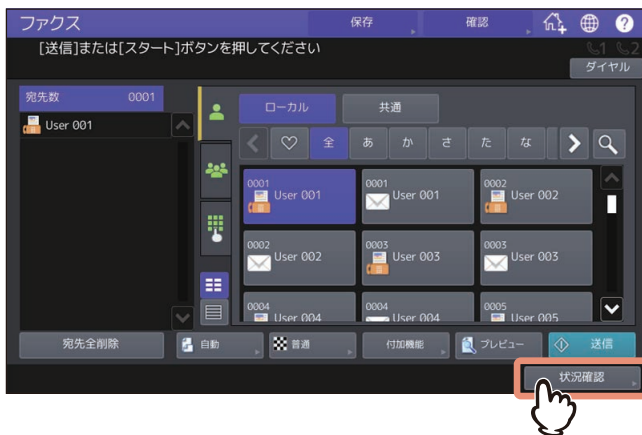 ファクス 保存 確認
[送信]または[スタート]ボタンを押してください
1 2
ダイヤル
宛先数 0001
User 001
ローカル 共通
全 あ か さ た な
0001 User 001
0001 User 001
0002 User 002
0002 User 002
0003 User 003
0003 User 003
0004 User 004
0004 User 004
0005 User 005
宛先全削除 自動 普通 付加機能 プレビュー 送信
状況確認